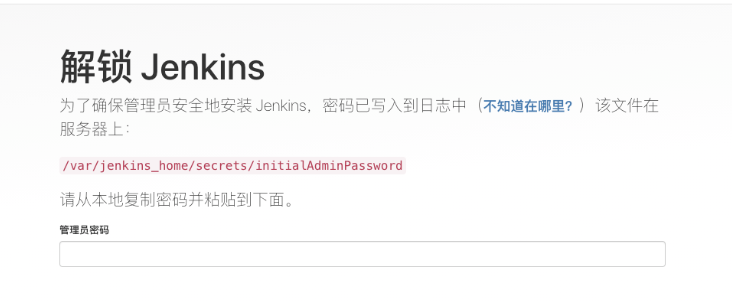 解锁 Jenkins
为了确保管理员安全地安装 Jenkins，密码已写入到日志中（不知道在哪里？）该文件在
服务器上：
/var/jenkins_home/secrets/initialAdminPassword
请从本地复制密码并粘贴到下面。
管理员密码